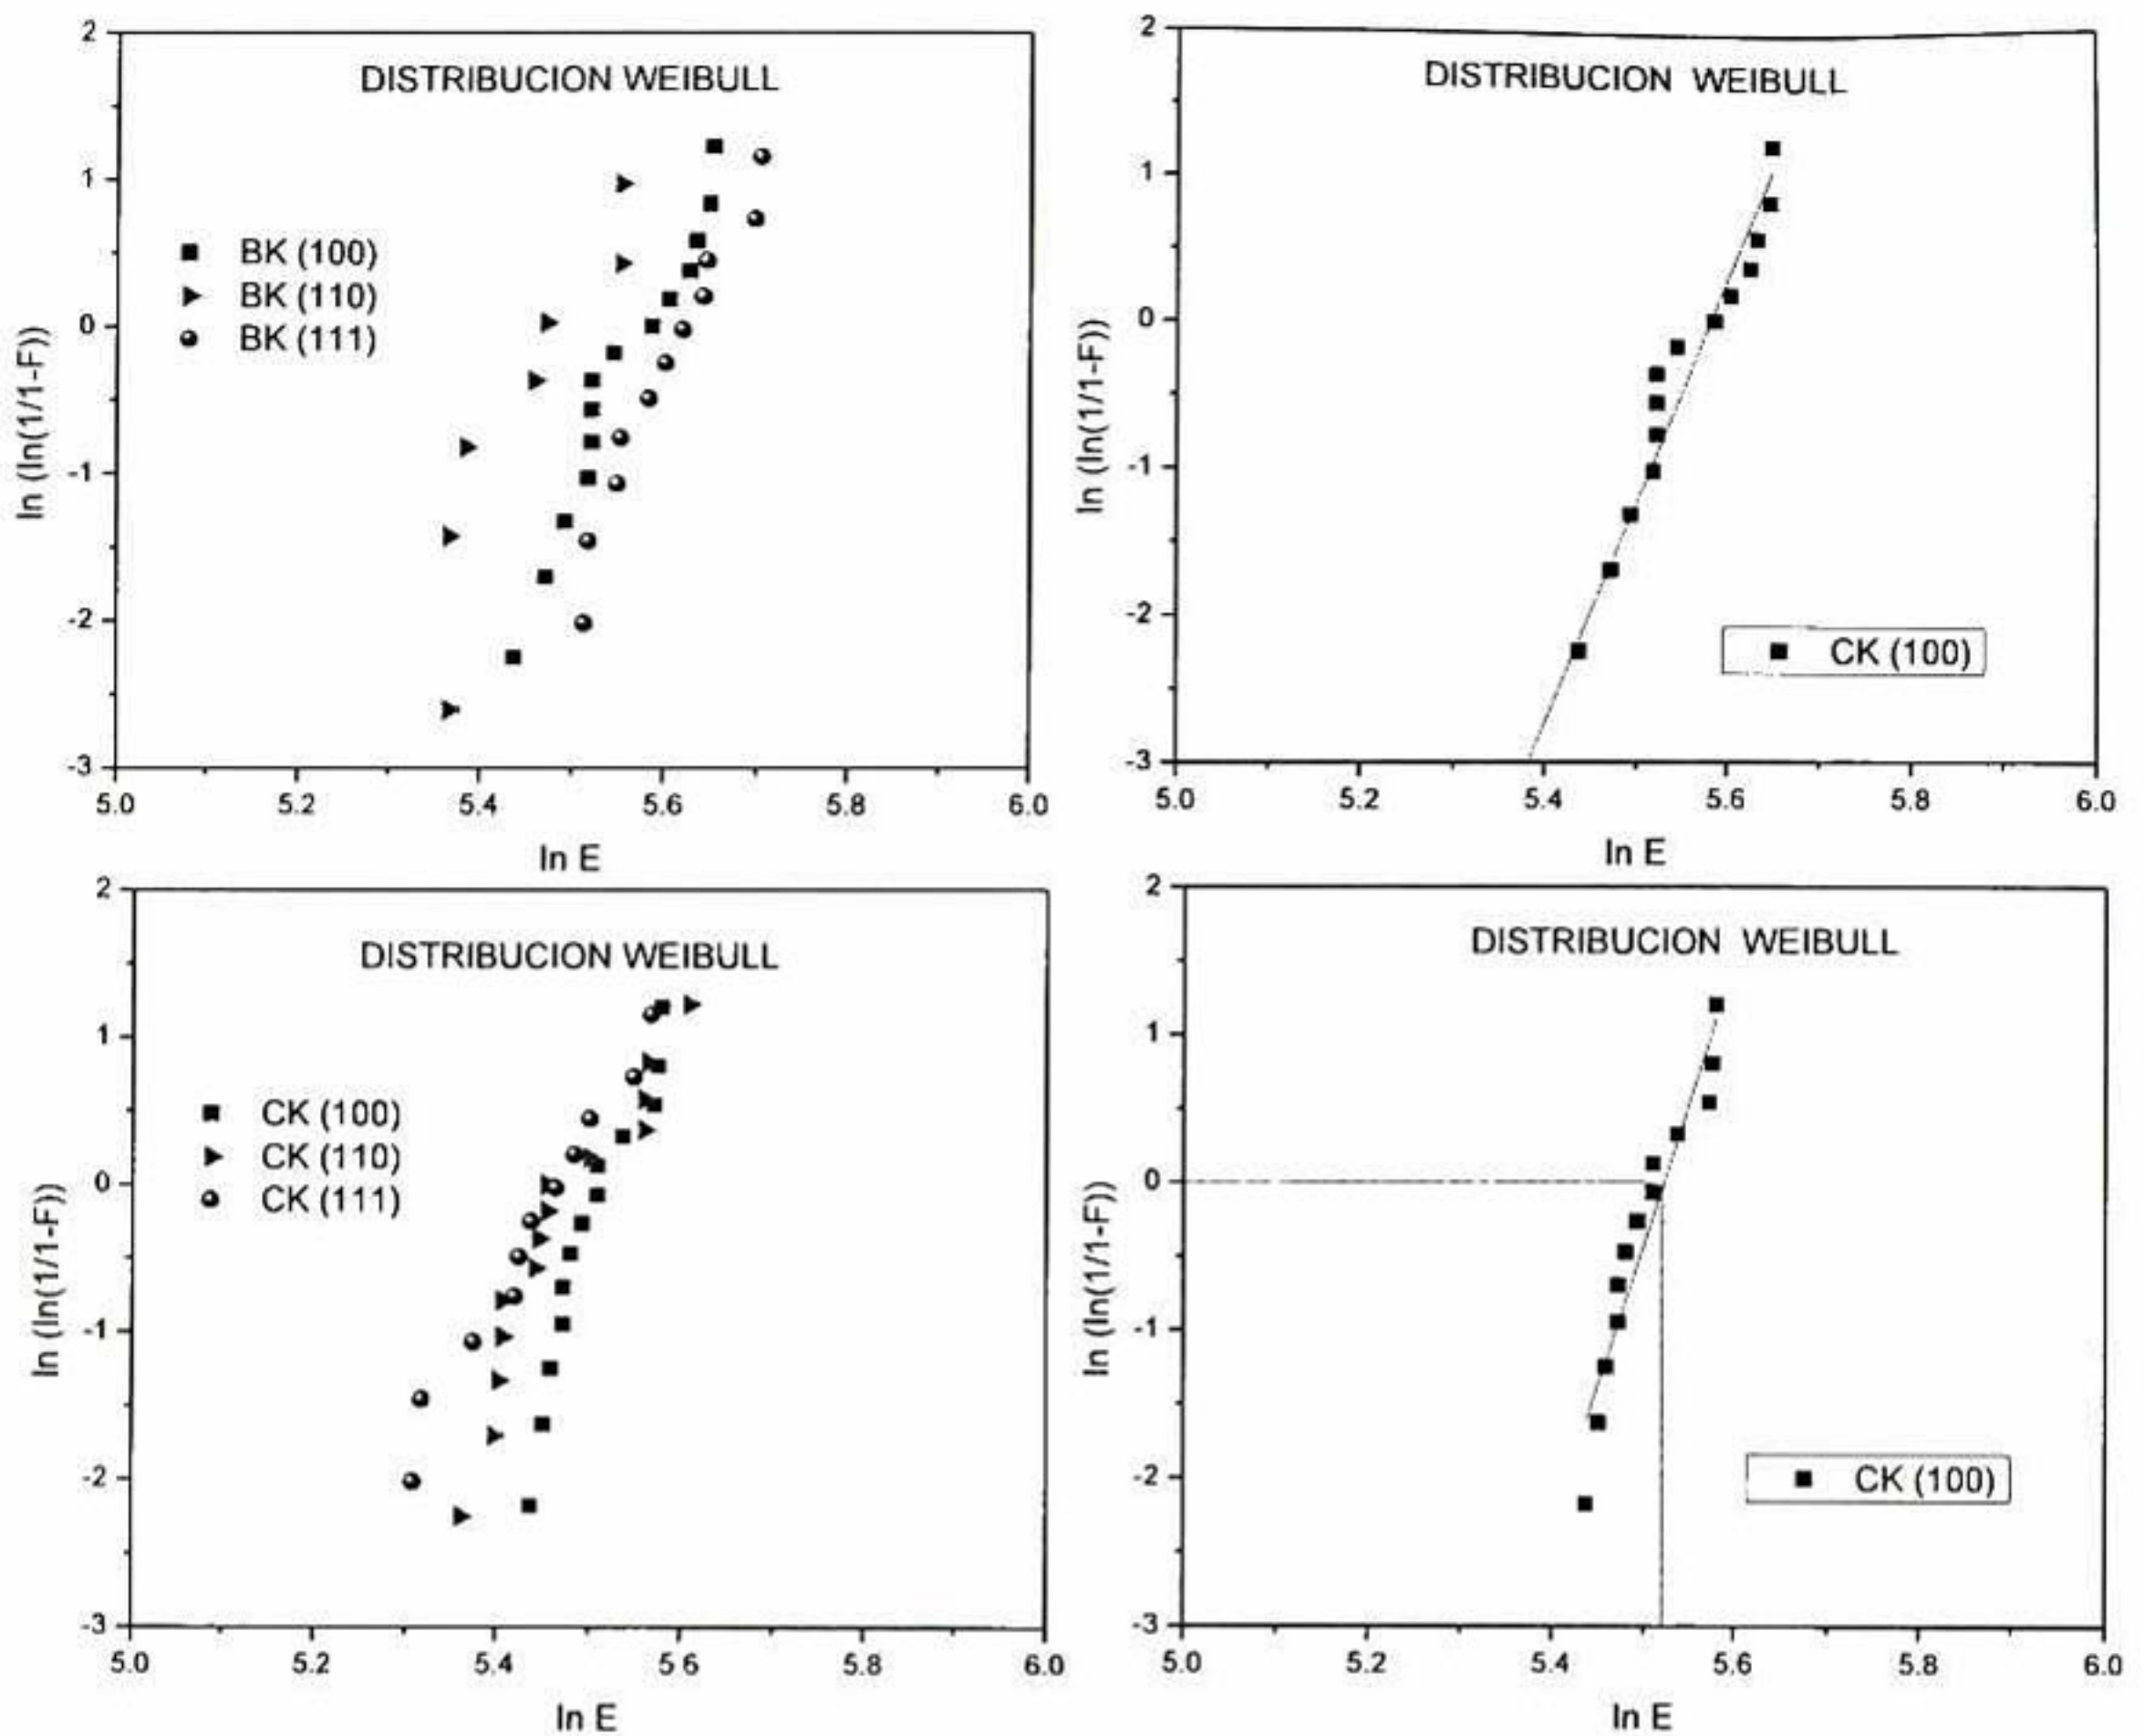 DISTRIBUCION WEIBULL
2
1
0
-1
-2
-3
BK (100)
BK (110)
BK (111)
ln (ln(1/1-F))
5.0 5.2 5.4 5.6 5.8 6.0
ln E
DISTRIBUCION WEIBULL
2
1
0
-1
-2
-3
CK (100)
ln (ln(1/1-F))
5.0 5.2 5.4 5.6 5.8 6.0
ln E
DISTRIBUCION WEIBULL
2
1
0
-1
-2
-3
CK (100)
CK (110)
CK (111)
ln (ln(1/1-F))
5.0 5.2 5.4 5 6 5.8 6.0
ln E
DISTRIBUCION WEIBULL
2
1
0
-1
-2
-3
CK (100)
ln (ln(1/1-F))
5.0 5.2 5.4 5.6 5.8 6.0
ln E